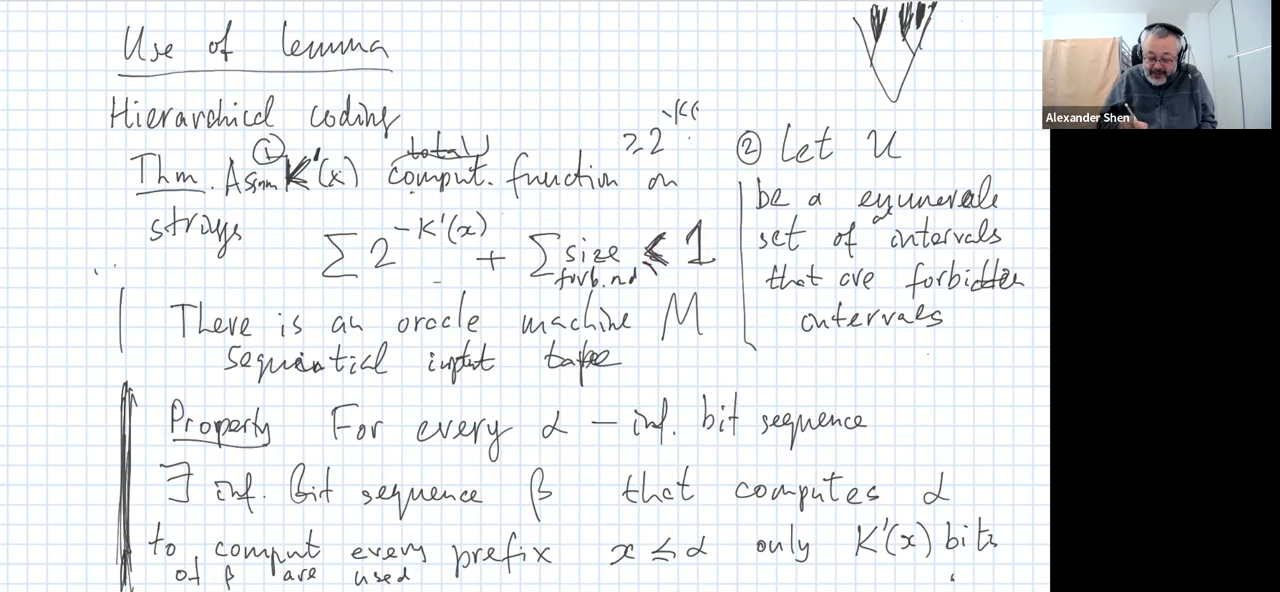 Use of lemma
Hierarchical coding
Thm. ① Assum K'(x) total comput. function on
strings
∑ 2^{-K'(x)} + ∑ size forb. nd ≤ 1
There is an oracle machine M
sequential input tape
Property For every α – inf. bit sequence
∃ inf. bit sequence β that computes α
to comput every prefix x ≤ α only K'(x) bits
of β are used
② Let U
be a enumerable
set of intervals
that are forbidden
intervals
Alexander Shen